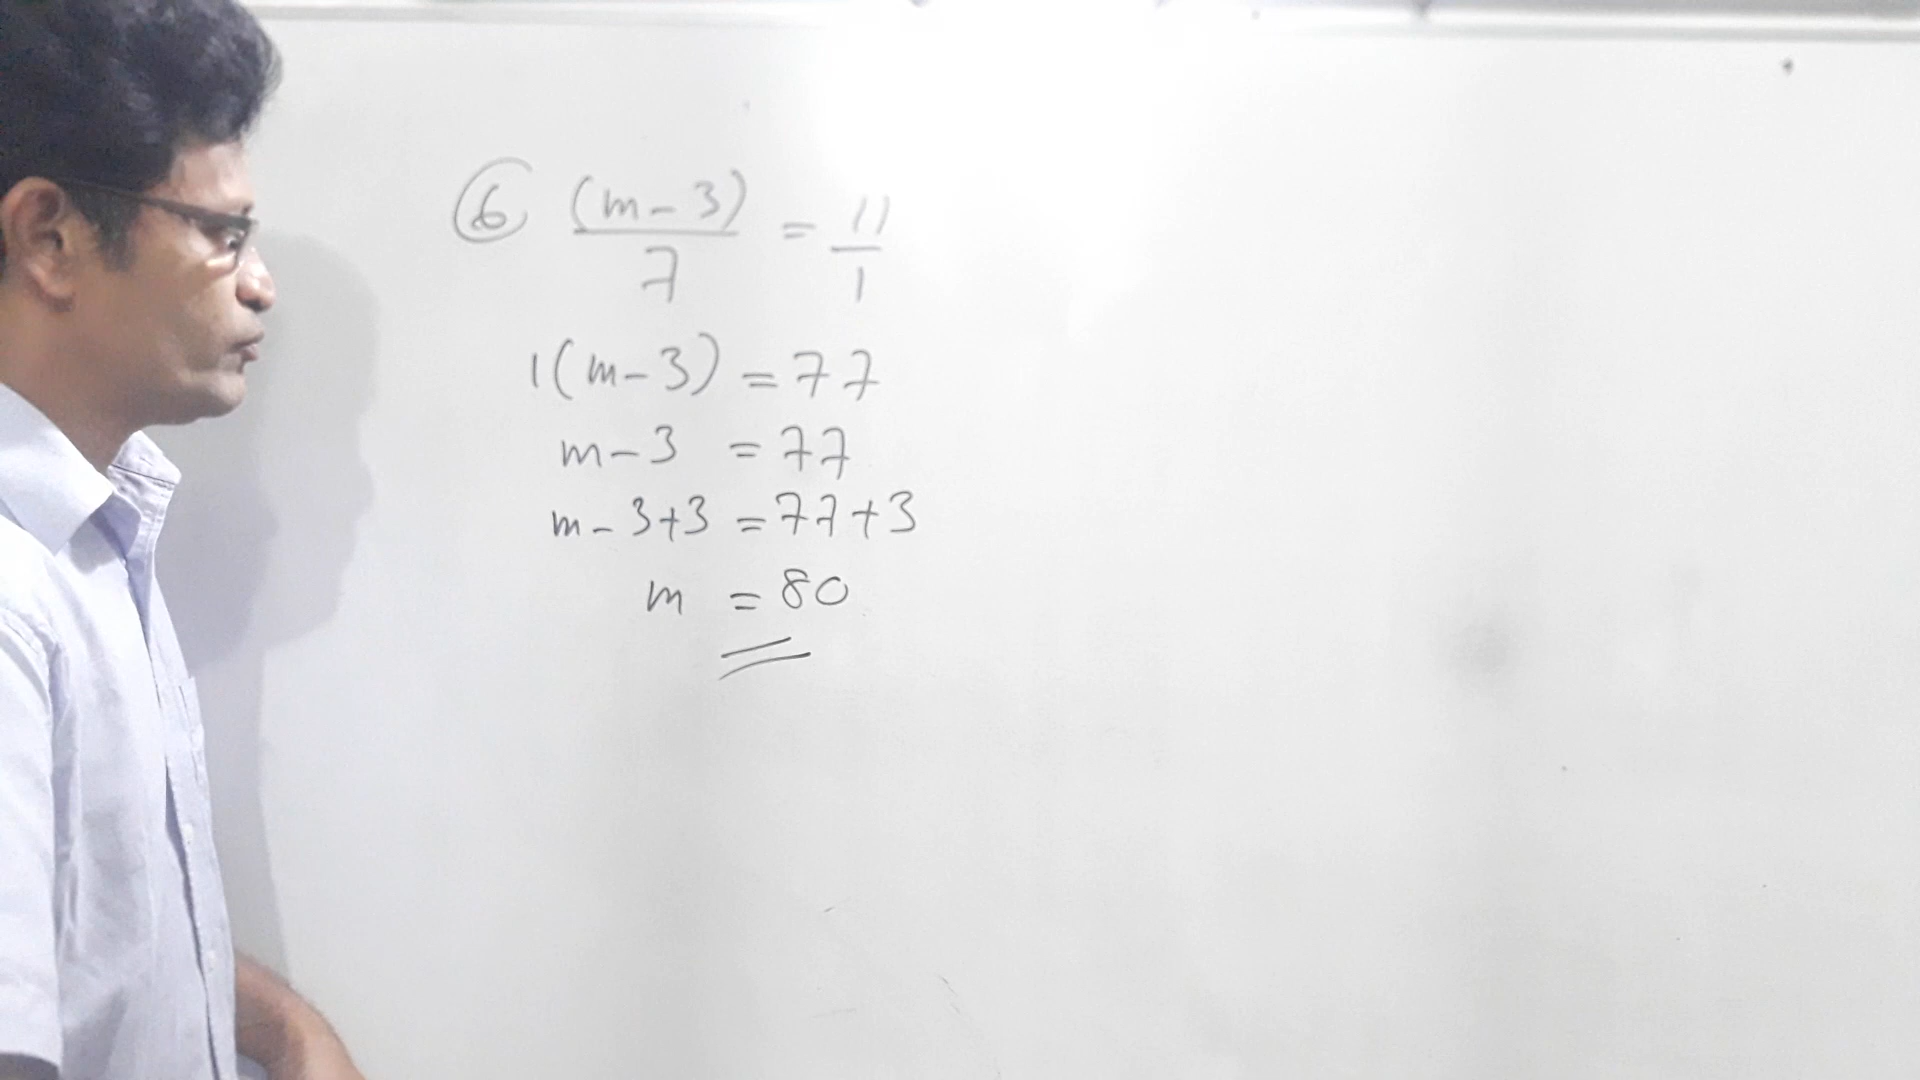 ⑥ (m-3)/7 = 11/1
1(m-3) = 77
m-3 = 77
m-3+3 = 77+3
m = 80